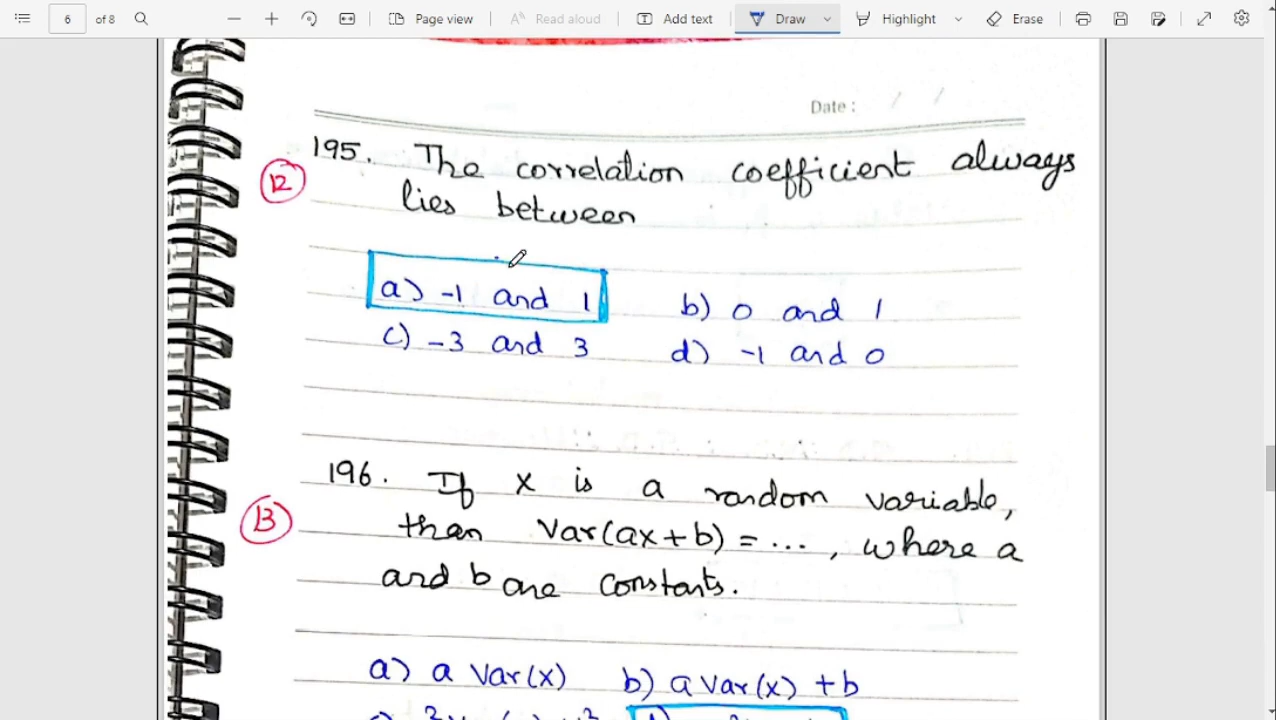 6 of 8 Page view Read aloud Add text Draw Highlight Erase
Date : / /
195. The correlation coefficient always
12
lies between
a) -1 and 1 b) 0 and 1
c) -3 and 3 d) -1 and 0
196. If X is a random variable,
13
then Var(ax+b) = ... , where a
and b are constants.
a) a Var(x) b) a Var(x) + b